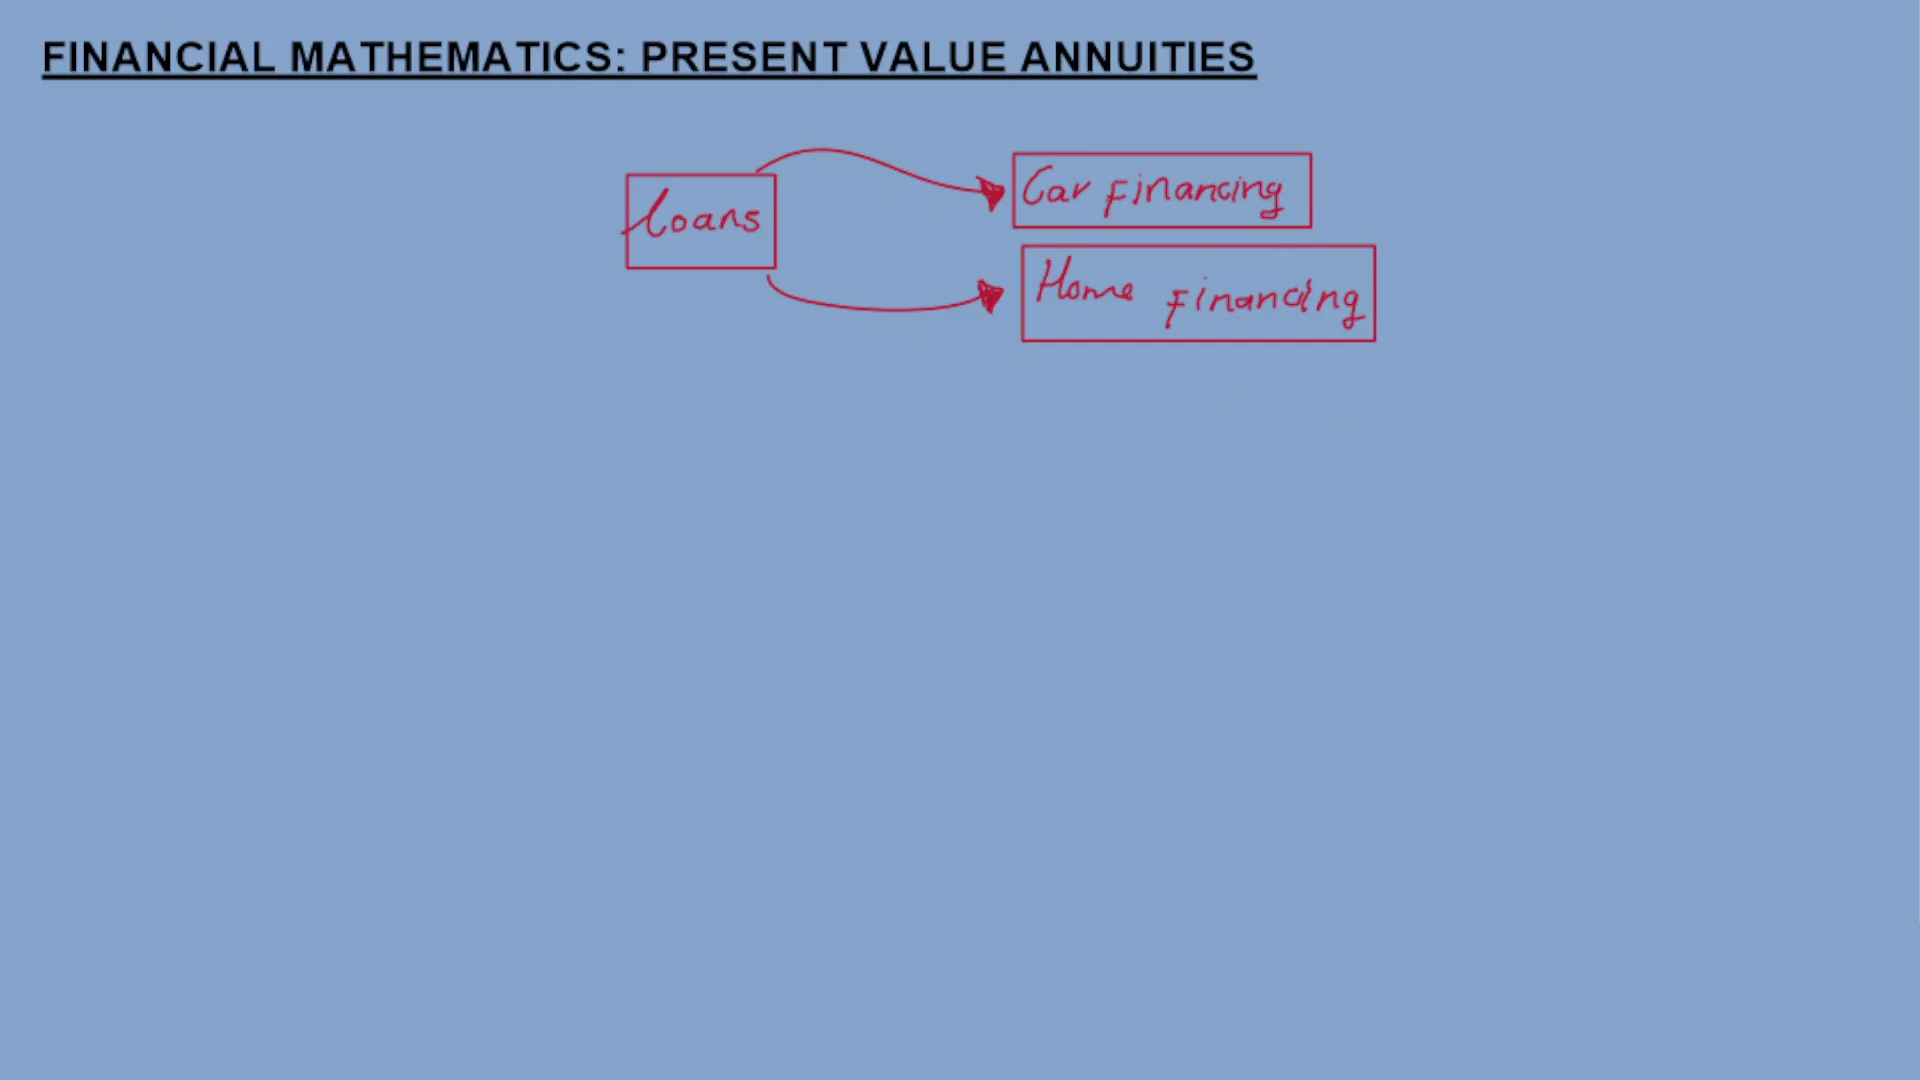 FINANCIAL MATHEMATICS: PRESENT VALUE ANNUITIES
Loans
Car Financing
Home Financing